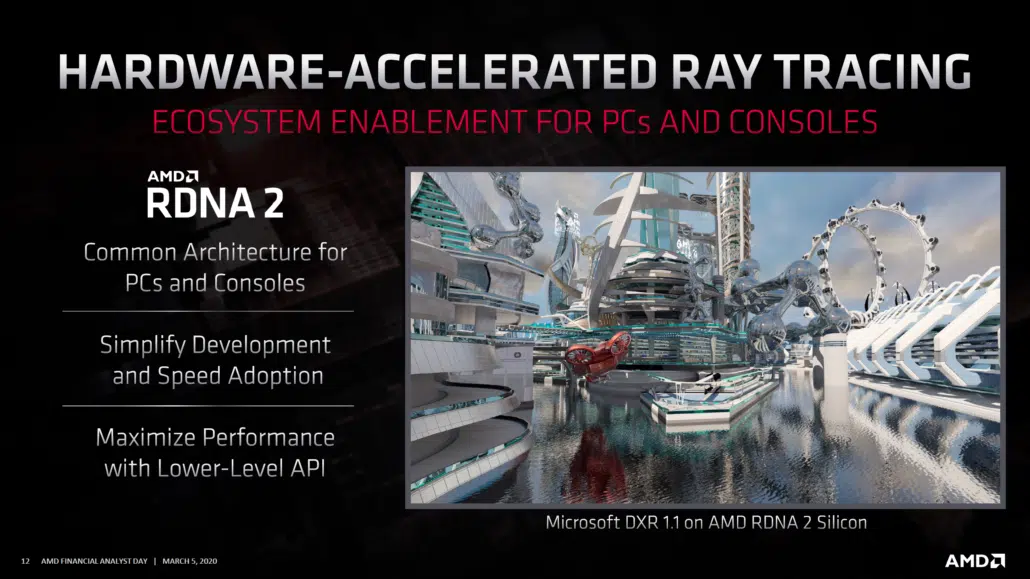 HARDWARE-ACCELERATED RAY TRACING
ECOSYSTEM ENABLEMENT FOR PCs AND CONSOLES
AMD
RDNA 2
Common Architecture for
PCs and Consoles
Simplify Development
and Speed Adoption
Maximize Performance
with Lower-Level API
Microsoft DXR 1.1 on AMD RDNA 2 Silicon
12 AMD FINANCIAL ANALYST DAY | MARCH 5, 2020
AMD